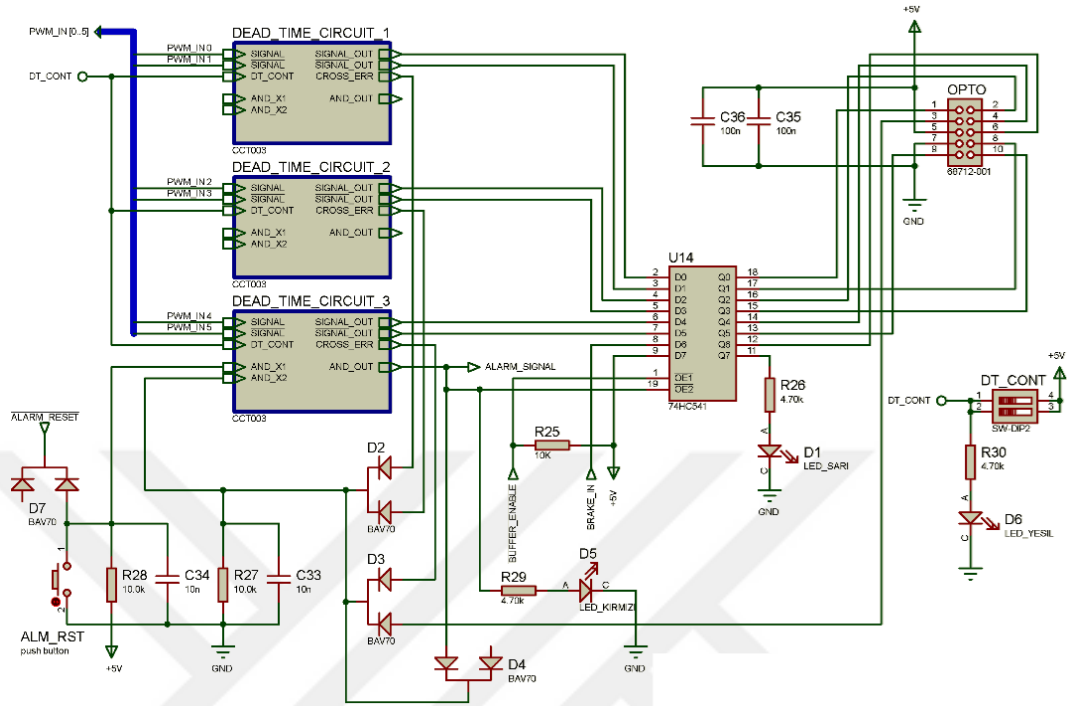 PWM_IN[0..5]
DT_CONT
DEAD_TIME_CIRCUIT_1
PWM_IN0
PWM_IN1
SIGNAL
SIGNAL
DT_CONT
AND_X1
AND_X2
SIGNAL_OUT
SIGNAL_OUT
CROSS_ERR
AND_OUT
CCT003
DEAD_TIME_CIRCUIT_2
PWM_IN2
PWM_IN3
SIGNAL
SIGNAL
DT_CONT
AND_X1
AND_X2
SIGNAL_OUT
SIGNAL_OUT
CROSS_ERR
AND_OUT
CCT003
DEAD_TIME_CIRCUIT_3
PWM_IN4
PWM_IN5
SIGNAL
SIGNAL
DT_CONT
AND_X1
AND_X2
SIGNAL_OUT
SIGNAL_OUT
CROSS_ERR
AND_OUT
CCT003
ALARM_SIGNAL
+5V
C36
100n
C35
100n
OPTO
1 2
3 4
5 6
7 8
9 10
68712-001
GND
U14
2 D0 Q0 18
3 D1 Q1 17
4 D2 Q2 16
5 D3 Q3 15
6 D4 Q4 14
7 D5 Q5 13
8 D6 Q6 12
9 D7 Q7 11
1 OE1
19 OE2
74HC541
R26
4.70k
A
D1
C
LED_SARI
GND
+5V
DT_CONT
DT_CONT
1 4
2 3
SW-DIP2
R30
4.70k
A
D6
C
LED_YESIL
GND
R25
10K
BUFFER_ENABLE
BRAKE_IN
+5V
ALARM_RESET
D7
BAV70
1
2
ALM_RST
push button
R28
10.0k
+5V
C34
10n
R27
10.0k
C33
10n
GND
D2
BAV70
D3
BAV70
D4
BAV70
R29
4.70k
D5
A C
LED_KIRMIZI
GND